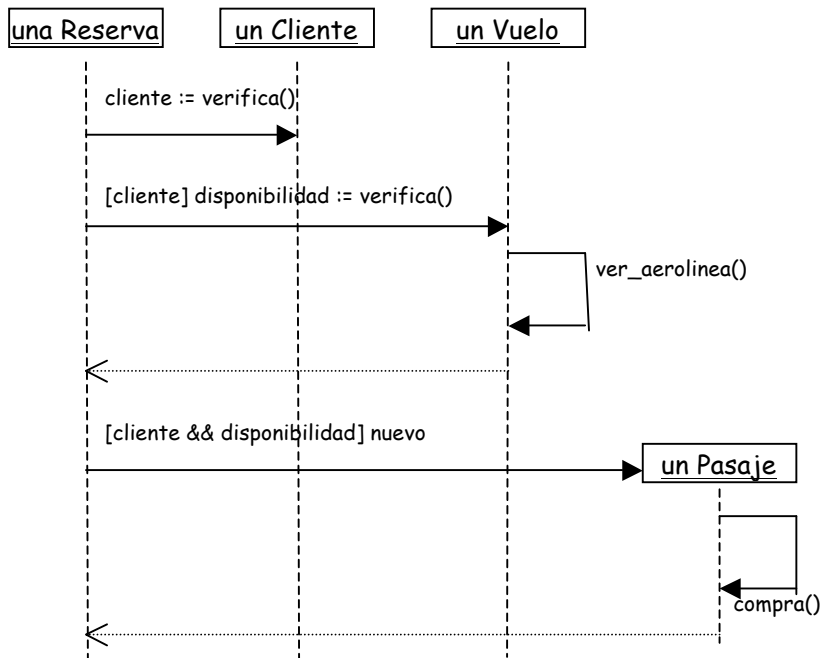 una Reserva
un Cliente
un Vuelo
cliente := verifica()
[cliente] disponibilidad := verifica()
ver_aerolinea()
[cliente && disponibilidad] nuevo
un Pasaje
compra()